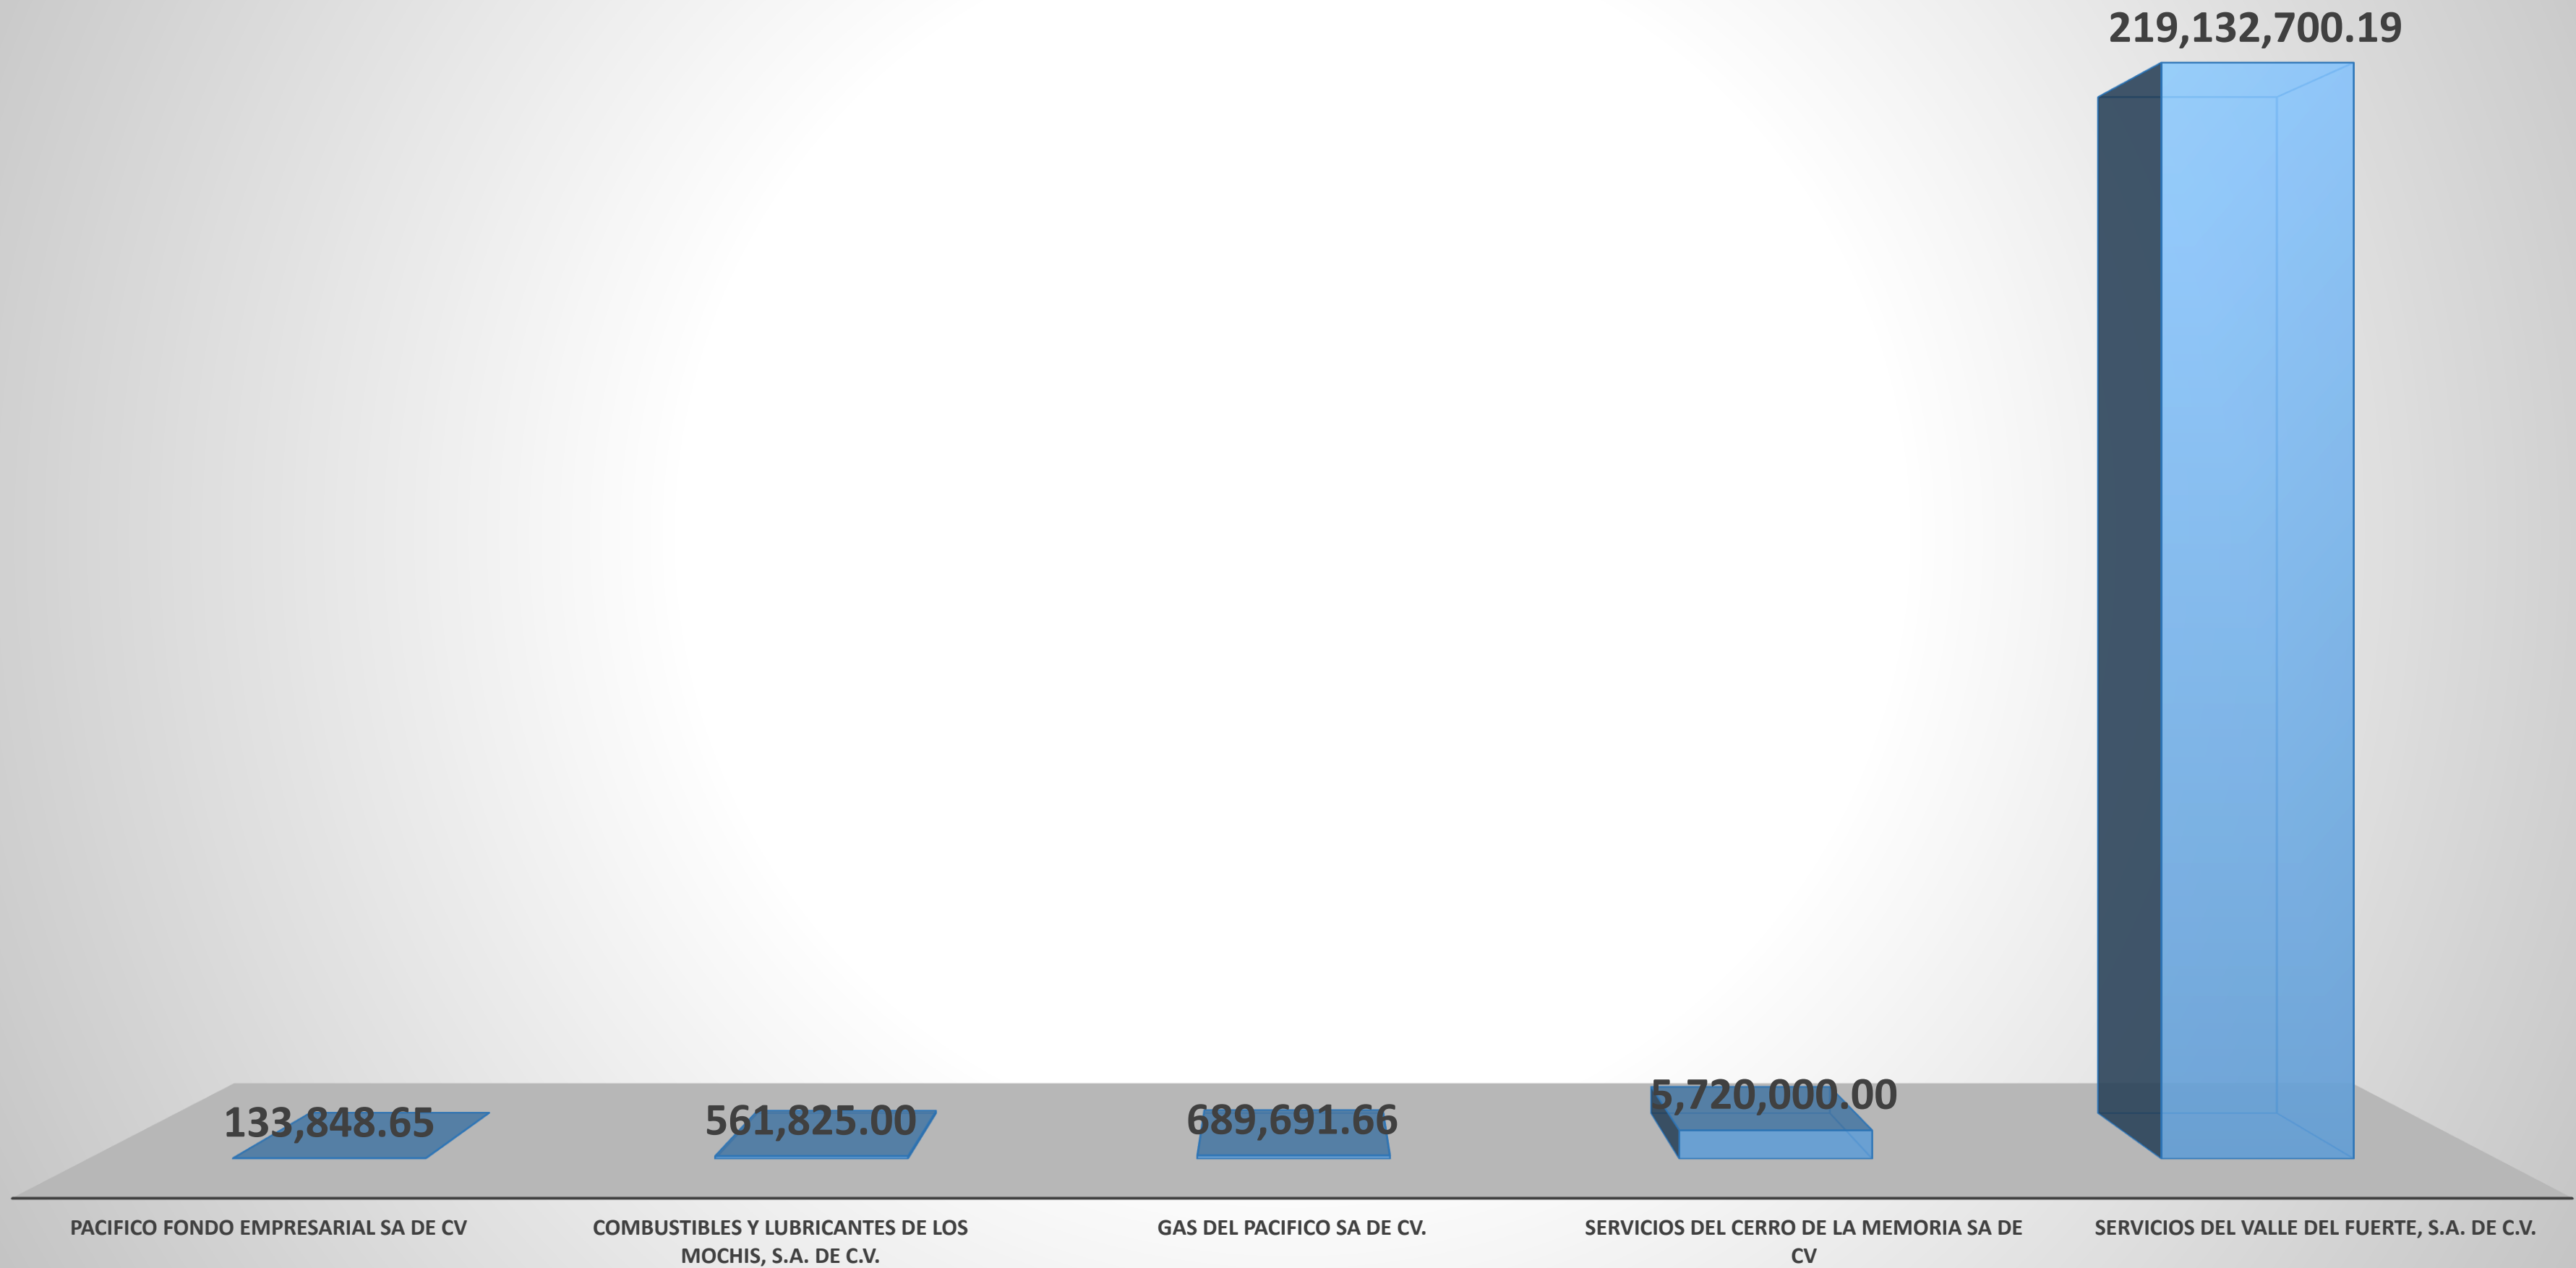 219,132,700.19
133,848.65
561,825.00
689,691.66
5,720,000.00
PACIFICO FONDO EMPRESARIAL SA DE CV
COMBUSTIBLES Y LUBRICANTES DE LOS
MOCHIS, S.A. DE C.V.
GAS DEL PACIFICO SA DE CV.
SERVICIOS DEL CERRO DE LA MEMORIA SA DE
CV
SERVICIOS DEL VALLE DEL FUERTE, S.A. DE C.V.